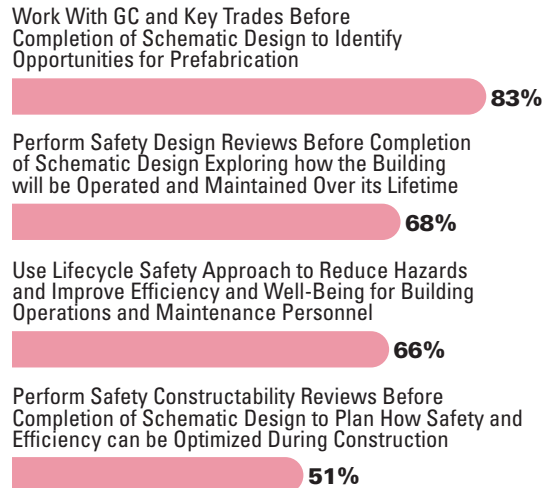 Work With GC and Key Trades Before
Completion of Schematic Design to Identify
Opportunities for Prefabrication
83%
Perform Safety Design Reviews Before Completion
of Schematic Design Exploring how the Building
will be Operated and Maintained Over its Lifetime
68%
Use Lifecycle Safety Approach to Reduce Hazards
and Improve Efficiency and Well-Being for Building
Operations and Maintenance Personnel
66%
Perform Safety Constructability Reviews Before
Completion of Schematic Design to Plan How Safety and
Efficiency can be Optimized During Construction
51%